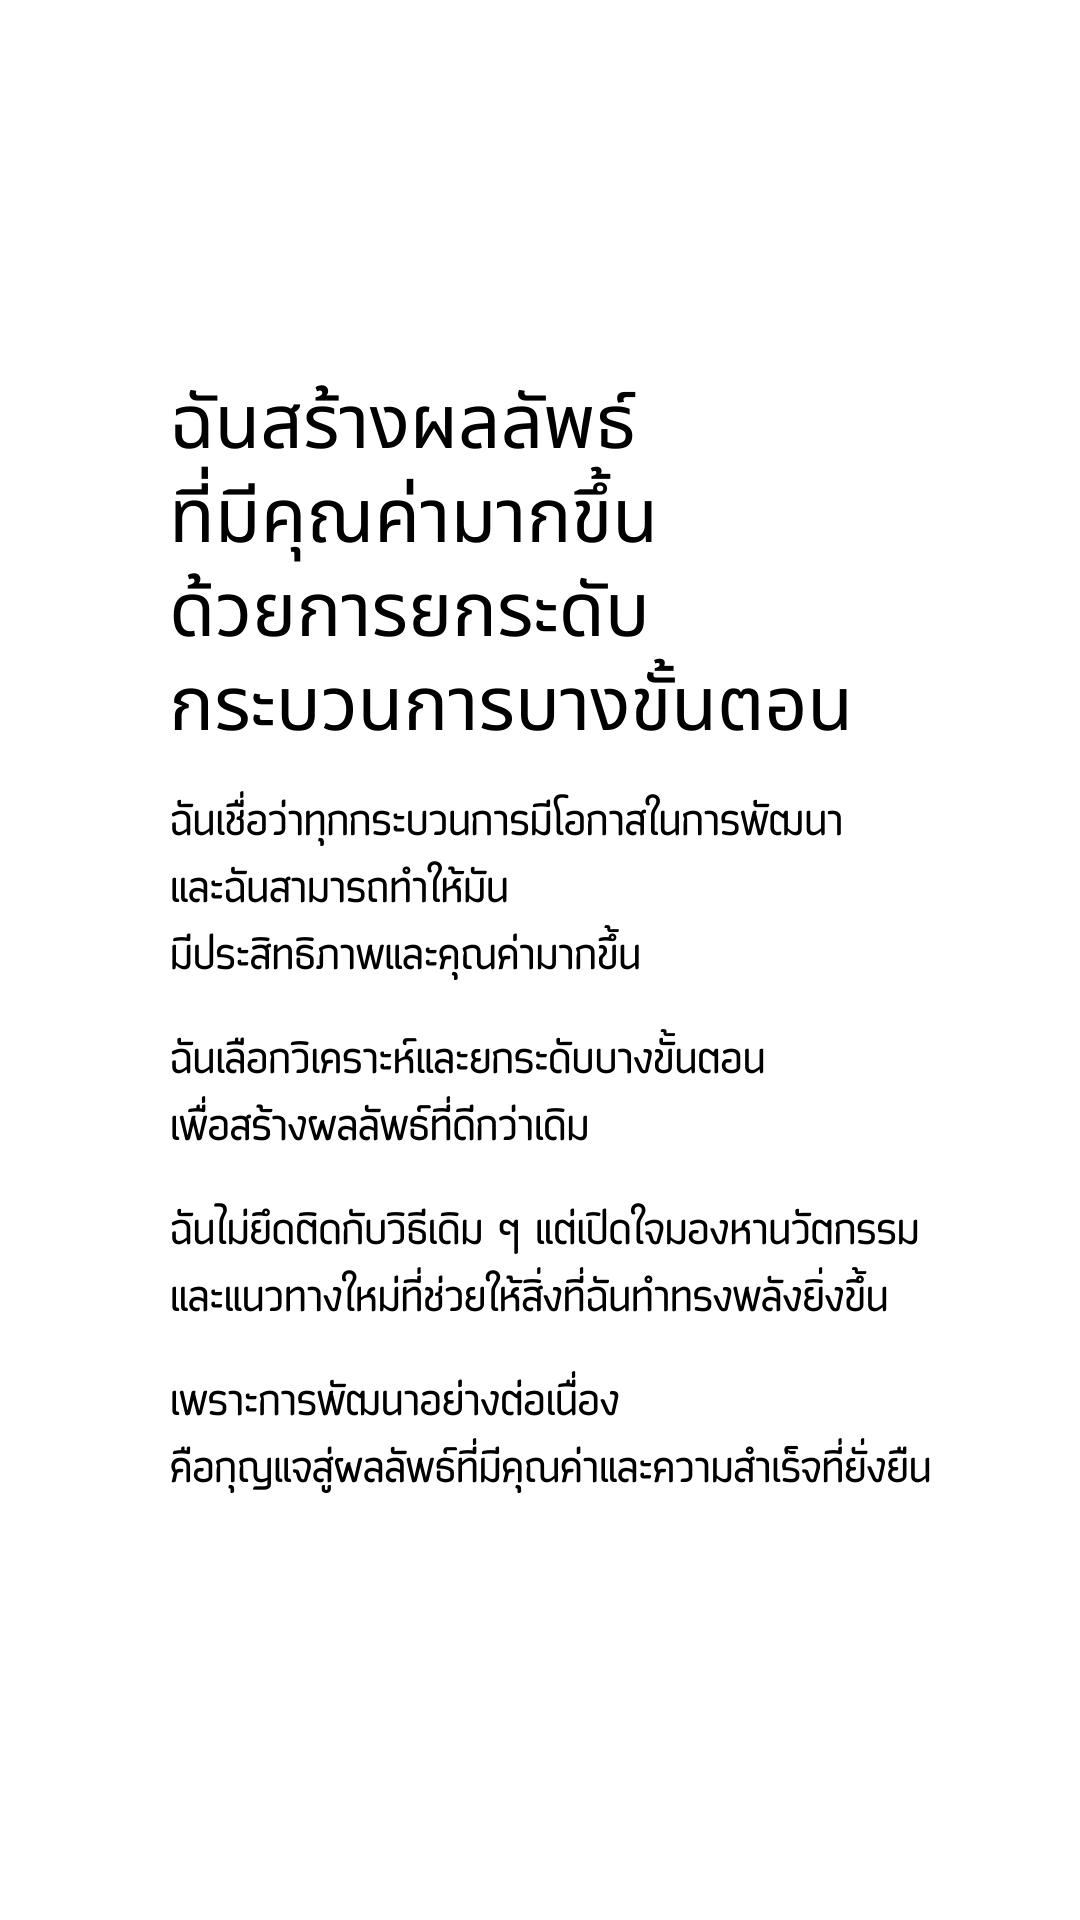 ฉันสร้างผลลัพธ์
ที่มีคุณค่ามากขึ้น
ด้วยการยกระดับ
กระบวนการบางขั้นตอน
ฉันเชื่อว่าทุกกระบวนการมีโอกาสในการพัฒนา
และฉันสามารถทำให้มัน
มีประสิทธิภาพและคุณค่ามากขึ้น
ฉันเลือกวิเคราะห์และยกระดับบางขั้นตอน
เพื่อสร้างผลลัพธ์ที่ดีกว่าเดิม
ฉันไม่ยึดติดกับวิธีเดิม ๆ แต่เปิดใจมองหานวัตกรรม
และแนวทางใหม่ที่ช่วยให้สิ่งที่ฉันทำทรงพลังยิ่งขึ้น
เพราะการพัฒนาอย่างต่อเนื่อง
คือกุญแจสู่ผลลัพธ์ที่มีคุณค่าและความสำเร็จที่ยั่งยืน